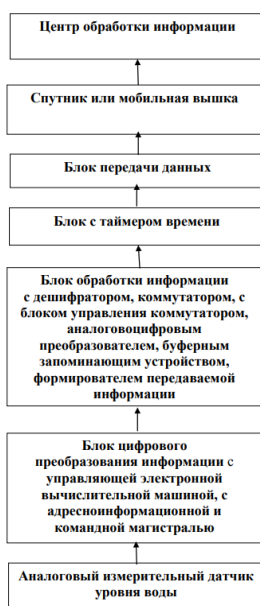 Центр обработки информации
Спутник или мобильная вышка
Блок передачи данных
Блок с таймером времени
Блок обработки информации
с дешифратором, коммутатором, с
блоком управления коммутатором,
аналоговоцифровым
преобразователем, буферным
запоминающим устройством,
формирователем передаваемой
информации
Блок цифрового
преобразования информации с
управляющей электронной
вычислительной машиной, с
адресноинформационной и
командной магистралью
Аналоговый измерительный датчик
уровня воды